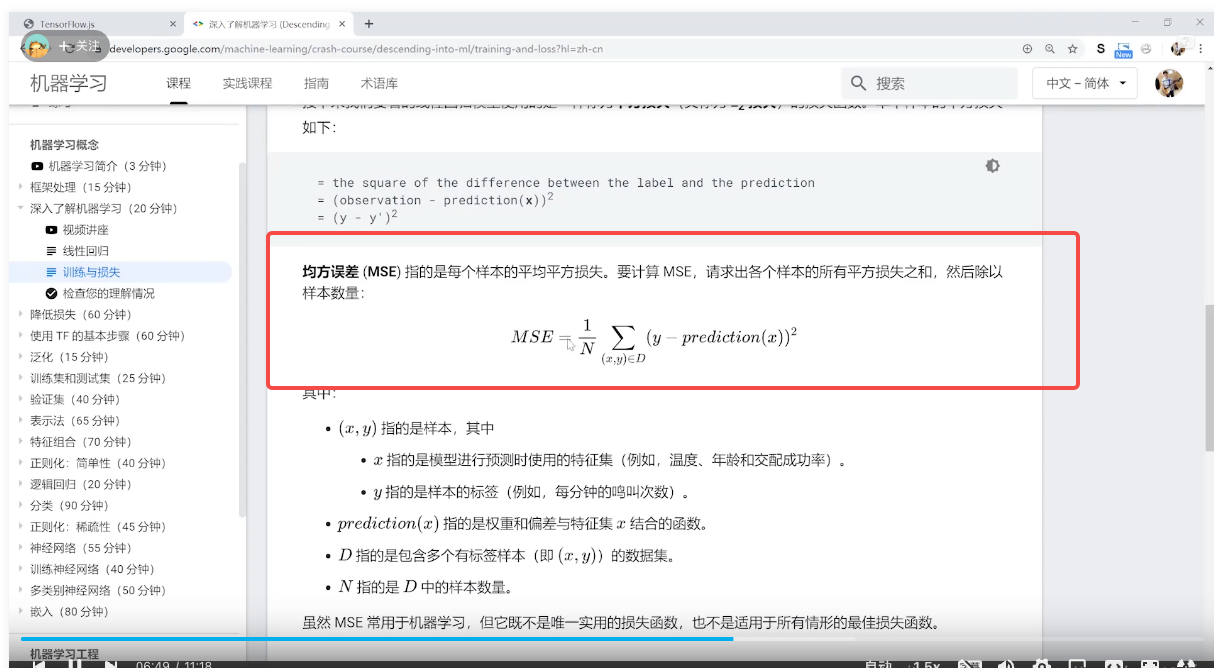 TensorFlow.js
深入了解机器学习 (Descending
关注
developers.google.com/machine-learning/crash-course/descending-into-ml/training-and-loss?hl=zh-cn
S
New
机器学习
课程
实践课程
指南
术语库
搜索
中文 – 简体
如下：
= the square of the difference between the label and the prediction
= (observation - prediction(x))²
= (y - y')²
均方误差 (MSE) 指的是每个样本的平均平方损失。要计算 MSE，请求出各个样本的所有平方损失之和，然后除以
样本数量：
MSE = 1/N ∑ (x,y)∈D (y − prediction(x))²
其中：
(x, y) 指的是样本，其中
x 指的是模型进行预测时使用的特征集（例如，温度、年龄和交配成功率）。
y 指的是样本的标签（例如，每分钟的鸣叫次数）。
prediction(x) 指的是权重和偏差与特征集 x 结合的函数。
D 指的是包含多个有标签样本（即 (x, y)）的数据集。
N 指的是 D 中的样本数量。
虽然 MSE 常用于机器学习，但它既不是唯一实用的损失函数，也不是适用于所有情形的最佳损失函数。
机器学习概念
机器学习简介（3 分钟）
框架处理（15 分钟）
深入了解机器学习（20 分钟）
视频讲座
线性回归
训练与损失
检查您的理解情况
降低损失（60 分钟）
使用 TF 的基本步骤（60 分钟）
泛化（15 分钟）
训练集和测试集（25 分钟）
验证集（40 分钟）
表示法（65 分钟）
特征组合（70 分钟）
正则化：简单性（40 分钟）
逻辑回归（20 分钟）
分类（90 分钟）
正则化：稀疏性（45 分钟）
神经网络（55 分钟）
训练神经网络（40 分钟）
多类别神经网络（50 分钟）
嵌入（80 分钟）
机器学习工程
06:49 / 11:18
自动
1.5x